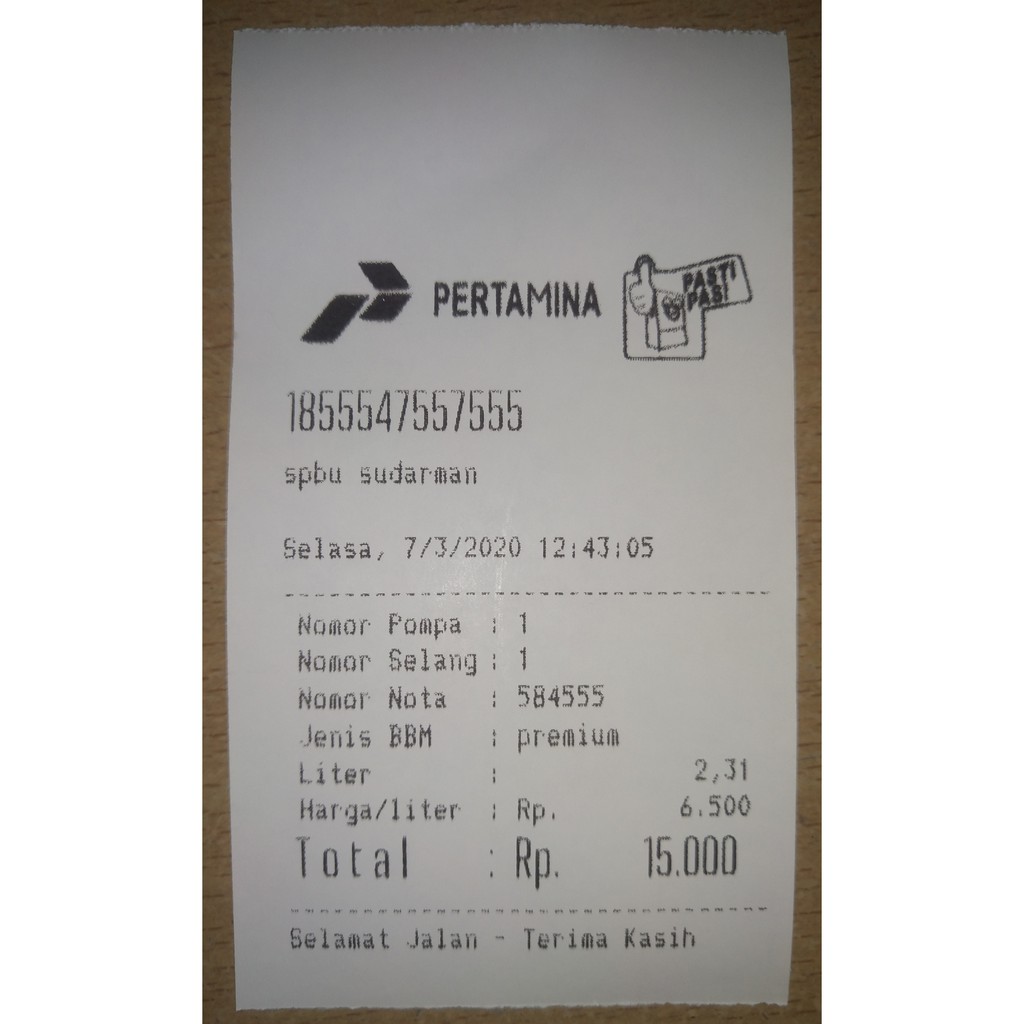 PERTAMINA
PASTI
PAS!
1855547557555
spbu sudarman
Selasa, 7/3/2020 12:43:05
Nomor Pompa : 1
Nomor Selang : 1
Nomor Nota : 584555
Jenis BBM : premium
Liter : 2,31
Harga/liter : Rp. 6.500
Total : Rp. 15.000
Selamat Jalan - Terima Kasih